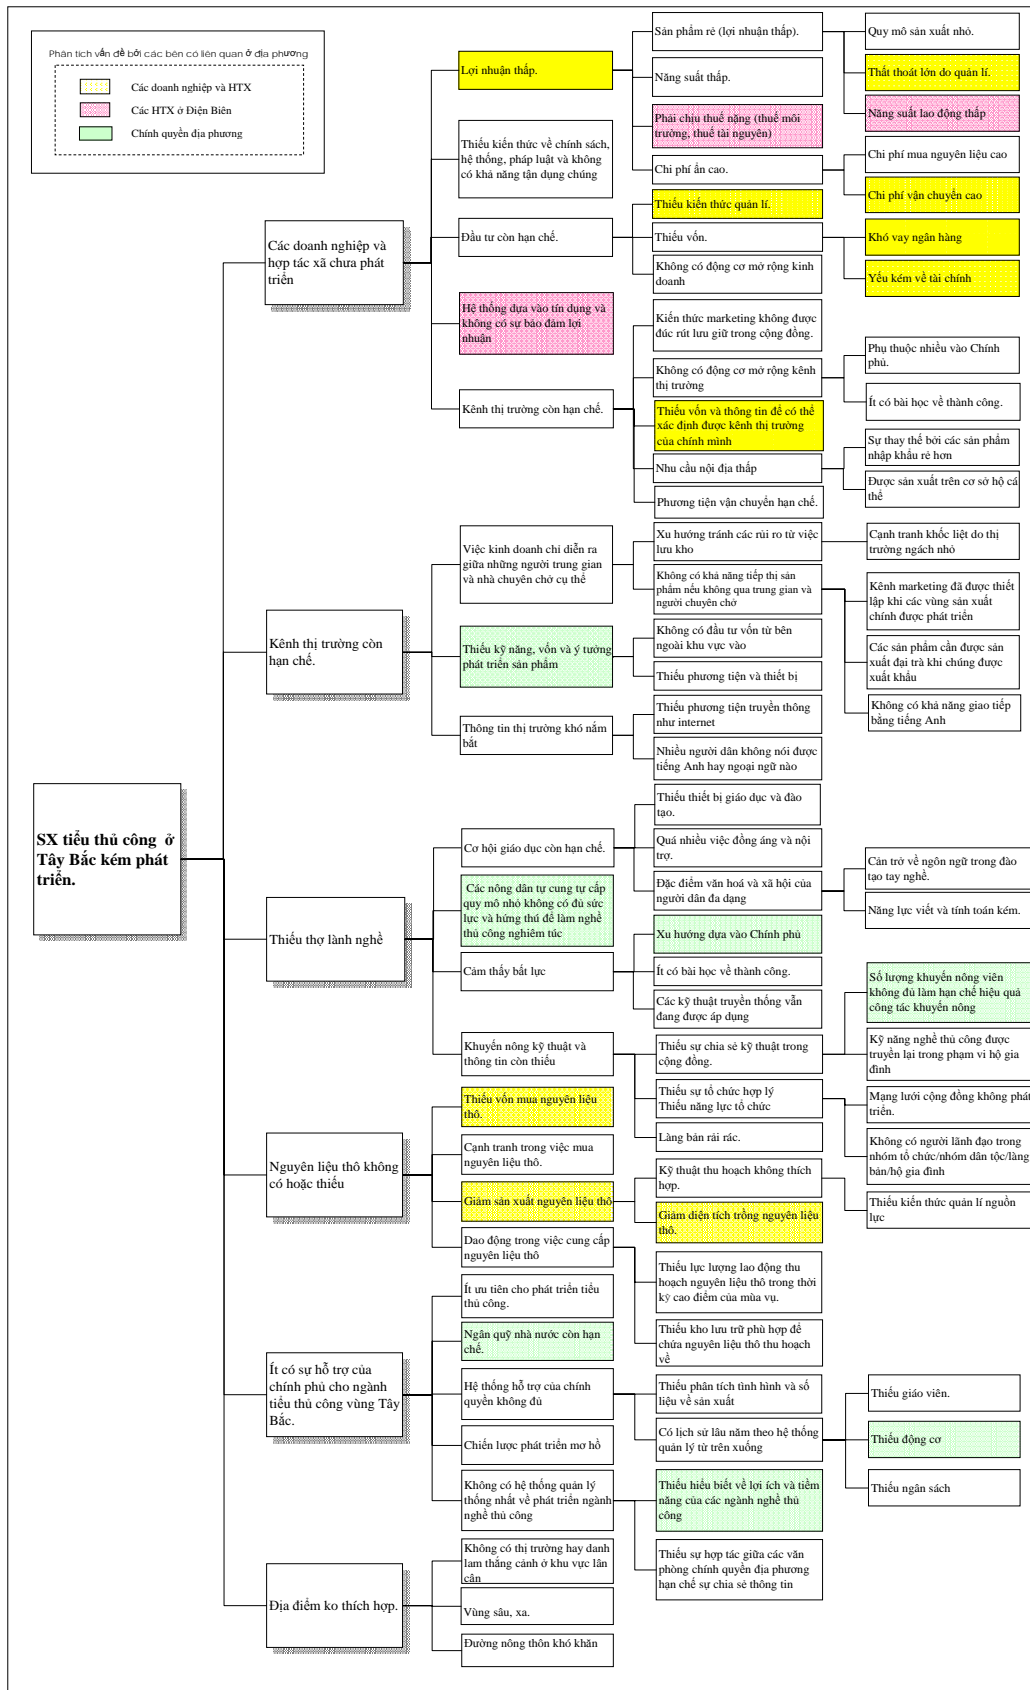 Phân tích vấn đề bởi các bên có liên quan ở địa phương
Các doanh nghiệp và HTX
Các HTX ở Điện Biên
Chính quyền địa phương
SX tiểu thủ công ở
Tây Bắc kém phát
triển.
Các doanh nghiệp và
hợp tác xã chưa phát
triển
Lợi nhuận thấp.
Sản phẩm rẻ (lợi nhuận thấp).
Quy mô sản xuất nhỏ.
Thất thoát lớn do quản lí.
Năng suất lao động thấp
Năng suất thấp.
Phải chịu thuế nặng (thuế môi
trường, thuế tài nguyên)
Chi phí ẩn cao.
Chi phí mua nguyên liệu cao
Chi phí vận chuyển cao
Thiếu kiến thức về chính sách,
hệ thống, pháp luật và không
có khả năng tận dụng chúng
Đầu tư còn hạn chế.
Thiếu kiến thức quản lí.
Thiếu vốn.
Khó vay ngân hàng
Yếu kém về tài chính
Không có động cơ mở rộng kinh
doanh
Hệ thống dựa vào tín dụng và
không có sự bảo đảm lợi
nhuận
Kênh thị trường còn hạn chế.
Kiến thức marketing không được
đúc rút lưu giữ trong cộng đồng.
Không có động cơ mở rộng kênh
thị trường
Phụ thuộc nhiều vào Chính
phủ.
Ít có bài học về thành công.
Thiếu vốn và thông tin để có thể
xác định được kênh thị trường
của chính mình
Nhu cầu nội địa thấp
Sự thay thế bởi các sản phẩm
nhập khẩu rẻ hơn
Được sản xuất trên cơ sở hộ cá
thể
Phương tiện vận chuyển hạn chế.
Kênh thị trường còn
hạn chế.
Việc kinh doanh chỉ diễn ra
giữa những người trung gian
và nhà chuyên chở cụ thể
Xu hướng tránh các rủi ro từ việc
lưu kho
Cạnh tranh khốc liệt do thị
trường ngách nhỏ
Không có khả năng tiếp thị sản
phẩm nếu không qua trung gian và
người chuyên chở
Kênh marketing đã được thiết
lập khi các vùng sản xuất
chính được phát triển
Các sản phẩm cần được sản
xuất đại trà khi chúng được
xuất khẩu
Không có khả năng giao tiếp
bằng tiếng Anh
Thiếu kỹ năng, vốn và ý tưởng
phát triển sản phẩm
Không có đầu tư vốn từ bên
ngoài khu vực vào
Thiếu phương tiện và thiết bị
Thông tin thị trường khó nắm
bắt
Thiếu phương tiện truyền thông
như internet
Nhiều người dân không nói được
tiếng Anh hay ngoại ngữ nào
Thiếu thợ lành nghề
Cơ hội giáo dục còn hạn chế.
Thiếu thiết bị giáo dục và đào
tạo.
Quá nhiều việc đồng áng và nội
trợ.
Đặc điểm văn hoá và xã hội của
người dân đa dạng
Cản trở về ngôn ngữ trong đào
tạo tay nghề.
Năng lực viết và tính toán kém.
Các nông dân tự cung tự cấp
quy mô nhỏ không có đủ sức
lực và hứng thú để làm nghề
thủ công nghiêm túc
Cảm thấy bất lực
Xu hướng dựa vào Chính phủ
Ít có bài học về thành công.
Các kỹ thuật truyền thống vẫn
đang được áp dụng
Khuyến nông kỹ thuật và
thông tin còn thiếu
Thiếu sự chia sẻ kỹ thuật trong
cộng đồng.
Số lượng khuyến nông viên
không đủ làm hạn chế hiệu quả
công tác khuyến nông
Kỹ năng nghề thủ công được
truyền lại trong phạm vi hộ gia
đình
Thiếu sự tổ chức hợp lý
Thiếu năng lực tổ chức
Mạng lưới cộng đồng không phát
triển.
Không có người lãnh đạo trong
nhóm tổ chức/nhóm dân tộc/làng
bản/hộ gia đình
Làng bản rải rác.
Nguyên liệu thô không
có hoặc thiếu
Thiếu vốn mua nguyên liệu
thô.
Cạnh tranh trong việc mua
nguyên liệu thô.
Giảm sản xuất nguyên liệu thô
Kỹ thuật thu hoạch không thích
hợp.
Thiếu kiến thức quản lí nguồn
lực
Giảm diện tích trồng nguyên liệu
thô.
Dao động trong việc cung cấp
nguyên liệu thô
Thiếu lực lượng lao động thu
hoạch nguyên liệu thô trong thời
kỳ cao điểm của mùa vụ.
Thiếu kho lưu trữ phù hợp để
chứa nguyên liệu thô thu hoạch
về
Ít có sự hỗ trợ của
chính phủ cho ngành
tiểu thủ công vùng Tây
Bắc.
Ít ưu tiên cho phát triển tiểu
thủ công.
Ngân quỹ nhà nước còn hạn
chế.
Hệ thống hỗ trợ của chính
quyền không đủ
Thiếu phân tích tình hình và số
liệu về sản xuất
Có lịch sử lâu năm theo hệ thống
quản lý từ trên xuống
Thiếu giáo viên.
Thiếu động cơ
Thiếu ngân sách
Chiến lược phát triển mơ hồ
Không có hệ thống quản lý
thống nhất về phát triển ngành
nghề thủ công
Thiếu hiểu biết về lợi ích và tiềm
năng của các ngành nghề thủ
công
Thiếu sự hợp tác giữa các văn
phòng chính quyền địa phương
hạn chế sự chia sẻ thông tin
Địa điểm ko thích hợp.
Không có thị trường hay danh
lam thắng cảnh ở khu vực lân
cân
Vùng sâu, xa.
Đường nông thôn khó khăn